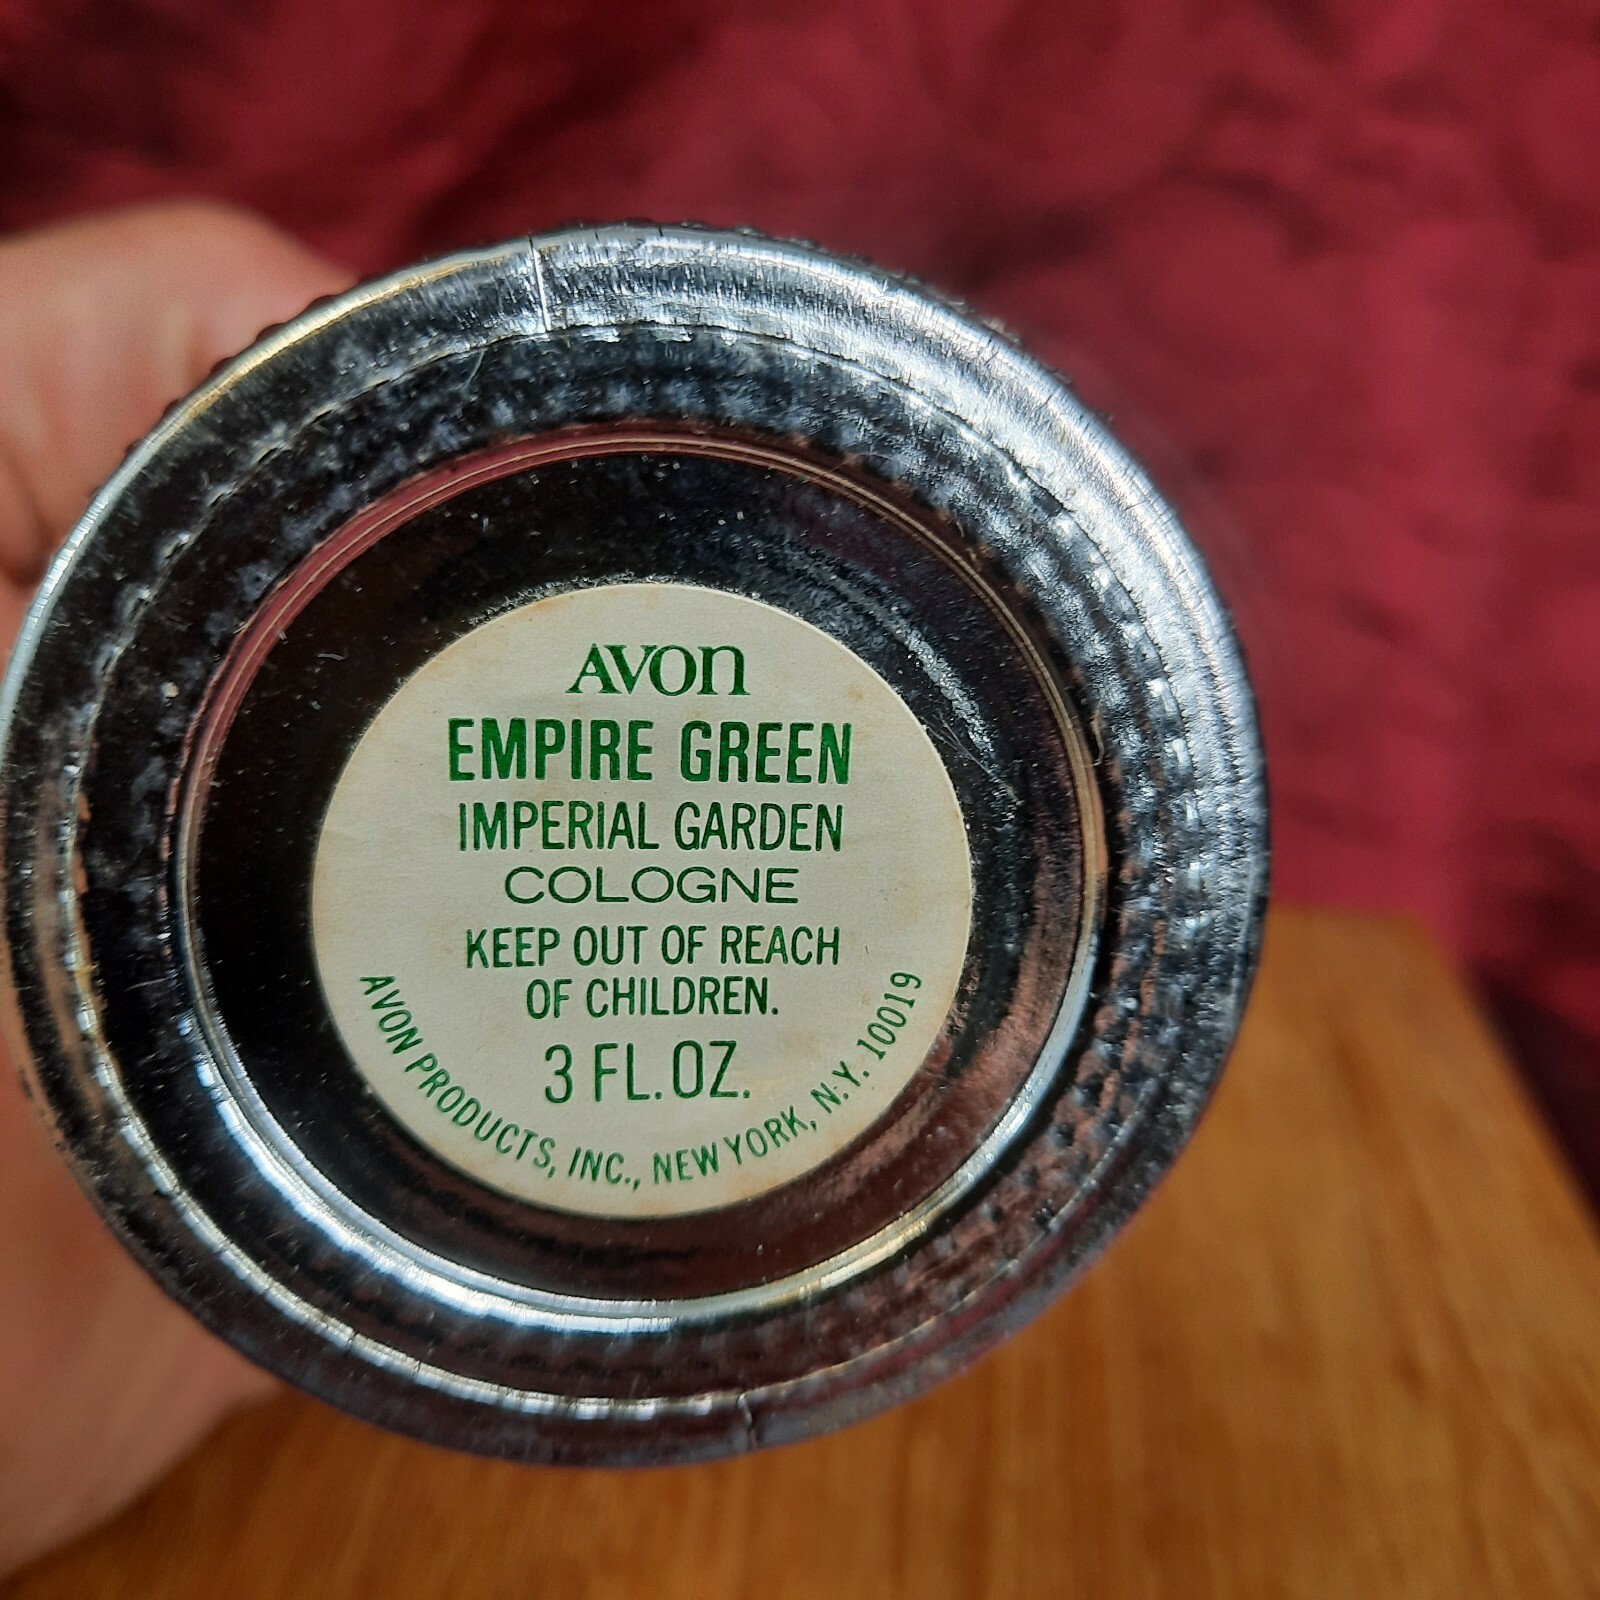 AVON
EMPIRE GREEN
IMPERIAL GARDEN
COLOGNE
KEEP OUT OF REACH
OF CHILDREN.
3 FL.OZ.
AVON PRODUCTS, INC., NEW YORK, N.Y. 10019